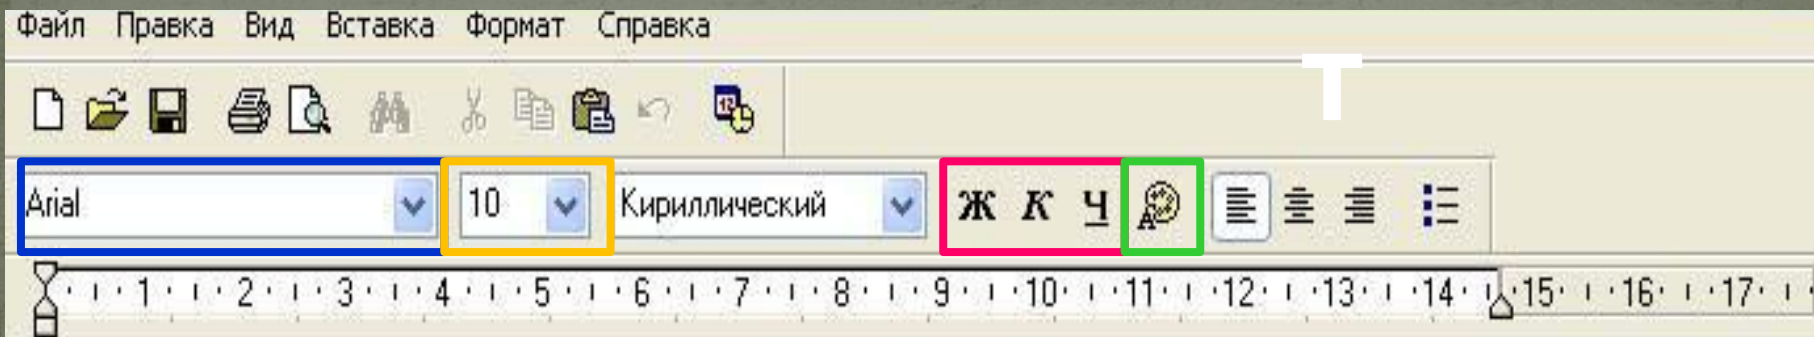 Файл Правка Вид Вставка Формат Справка
T
12
Arial 10 Кириллический Ж К Ч А
1 2 3 4 5 6 7 8 9 10 11 12 13 14 15 16 17